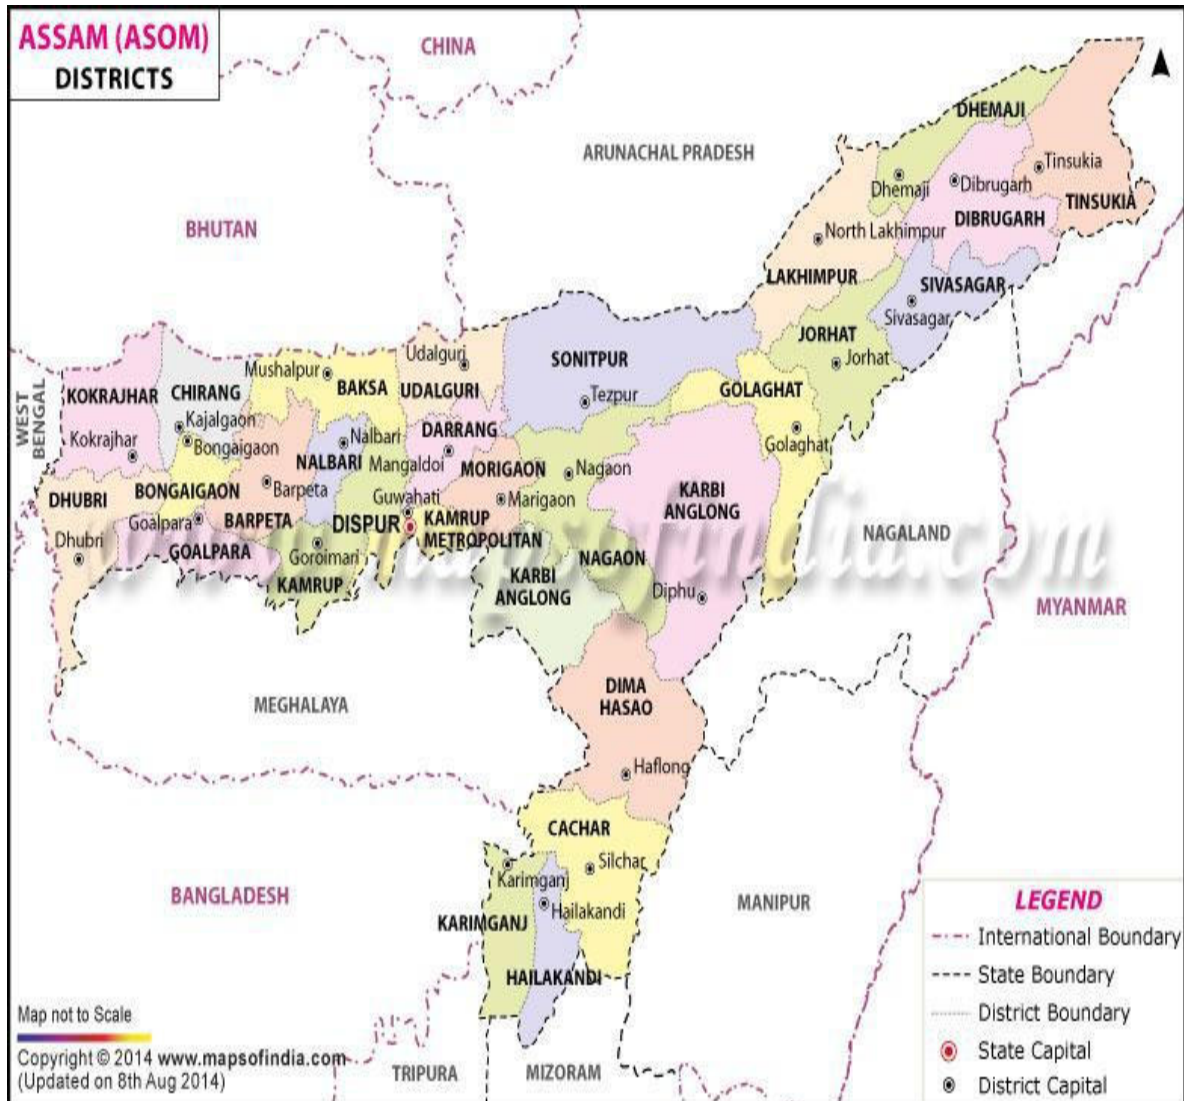 ASSAM (ASOM)
DISTRICTS
CHINA
ARUNACHAL PRADESH
BHUTAN
DHEMAJI
Dhemaji
Dibrugarh
Tinsukia
TINSUKIA
DIBRUGARH
North Lakhimpur
LAKHIMPUR
SIVASAGAR
Sivasagar
JORHAT
Jorhat
SONITPUR
Tezpur
GOLAGHAT
Golaghat
WEST
BENGAL
KOKRAJHAR
Kokrajhar
CHIRANG
Kajalgaon
Bongaigaon
Mushalpur
BAKSA
Udalguri
UDALGURI
DARRANG
Mangaldoi
Nalbari
NALBARI
MORIGAON
Marigaon
Nagaon
KARBI
ANGLONG
DHUBRI
Dhubri
BONGAIGAON
Goalpara
GOALPARA
Barpeta
BARPETA
Guwahati
DISPUR
KAMRUP
METROPOLITAN
Goroimari
KAMRUP
KARBI
ANGLONG
NAGAON
Diphu
www.mapsofindia.com
NAGALAND
MYANMAR
MEGHALAYA
DIMA
HASAO
Haflong
CACHAR
Silchar
Karimganj
Hailakandi
KARIMGANJ
HAILAKANDI
BANGLADESH
MANIPUR
TRIPURA
MIZORAM
LEGEND
International Boundary
State Boundary
District Boundary
State Capital
District Capital
Map not to Scale
Copyright © 2014 www.mapsofindia.com
(Updated on 8th Aug 2014)